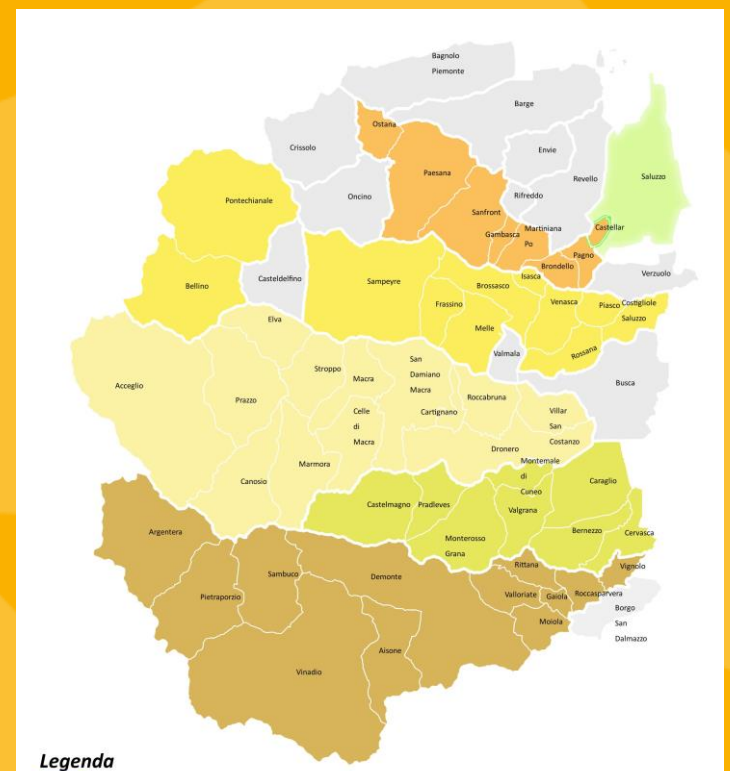 Bagnolo
Piemonte
Barge
Ostana
Crissolo
Envie
Paesana
Revello
Saluzzo
Oncino
Rifreddo
Pontechianale
Sanfront
Gambasca
Martiniana
Po
Castellar
Pagno
Brondello
Verzuolo
Casteldelfino
Isasca
Bellino
Sampeyre
Brossasco
Frassino
Venasca
Piasco
Costigliole
Saluzzo
Elva
Melle
Rossana
Valmala
Stroppo
San
Damiano
Macra
Macra
Busca
Acceglio
Prazzo
Roccabruna
Celle
di
Macra
Cartignano
Villar
San
Costanzo
Dronero
Marmora
Montemale
di
Cuneo
Canosio
Caraglio
Castelmagno
Pradleves
Valgrana
Argentera
Bernezzo
Cervasca
Monterosso
Grana
Rittana
Vignolo
Sambuco
Demonte
Pietraporzio
Valloriate
Gaiola
Roccasparvera
Borgo
San
Dalmazzo
Moiola
Aisone
Vinadio
Legenda